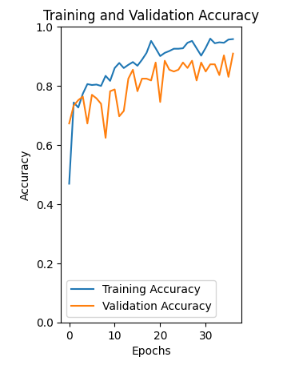 Training and Validation Accuracy
1.0
0.8
0.6
0.4
0.2
0.0
Accuracy
Training Accuracy
Validation Accuracy
0 10 20 30
Epochs